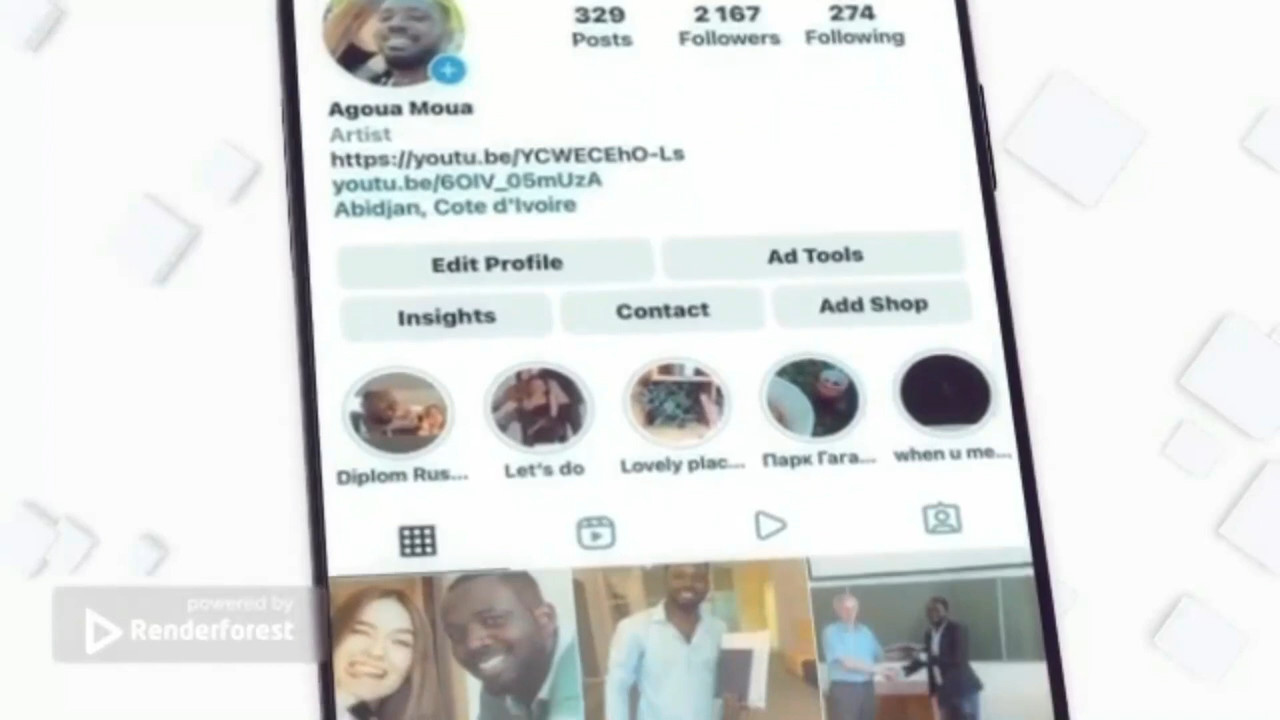 329 2 167 274
Posts Followers Following
Agoua Moua
Artist
https://youtu.be/YCWECEhO-Ls
youtu.be/6OIV_05mUzA
Abidjan, Cote d'Ivoire
Edit Profile Ad Tools
Insights Contact Add Shop
Diplom Rus... Let's do Lovely plac... Парк Гага... when u me...
powered by
Renderforest